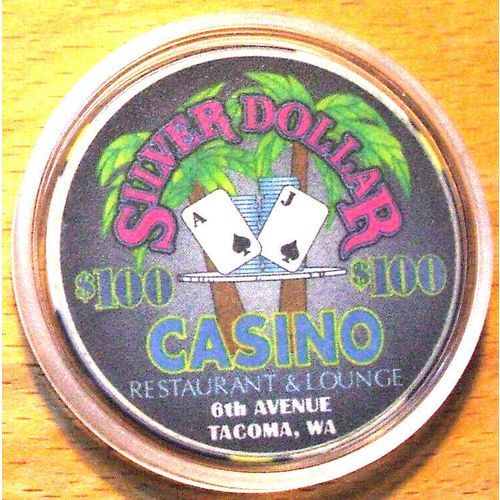 SILVER DOLLAR
A
J
$100
$100
CASINO
RESTAURANT & LOUNGE
6th AVENUE
TACOMA, WA